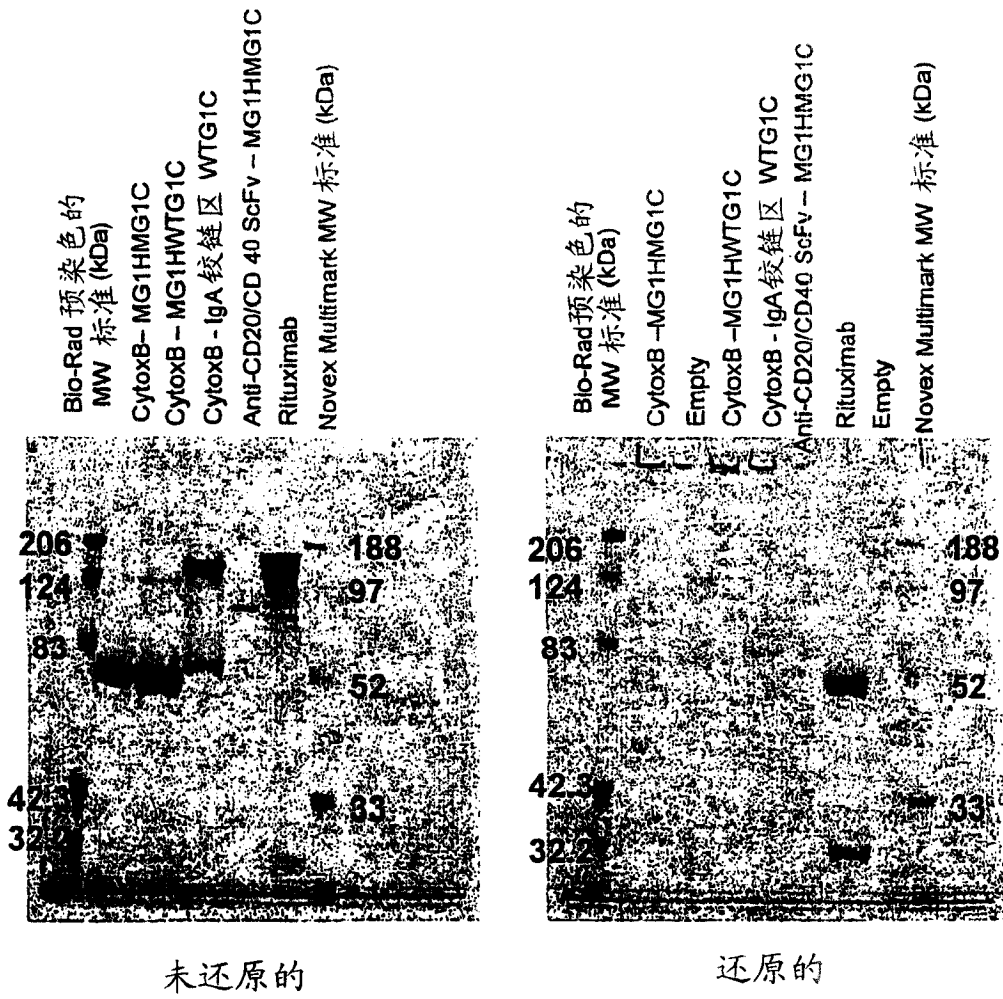 Bio-Rad 预染色的
MW 标准 (kDa)
CytoxB – MG1HMG1C
CytoxB – MG1HWTG1C
CytoxB - IgA 铰链区 WTG1C
Anti-CD20/CD 40 ScFv – MG1HMG1C
Rituximab
Novex Multimark MW 标准 (kDa)
206
124
83
42.3
32.2
188
97
52
33
未还原的
Bio-Rad预染色的
MW 标准 (kDa)
CytoxB –MG1HMG1C
Empty
CytoxB –MG1HWTG1C
CytoxB - IgA 铰链区 WTG1C
Anti-CD20/CD40 ScFv – MG1HMG1C
Rituximab
Empty
Novex Multimark MW 标准 (kDa)
206
124
83
42.3
32.27
188
97
52
33
还原的